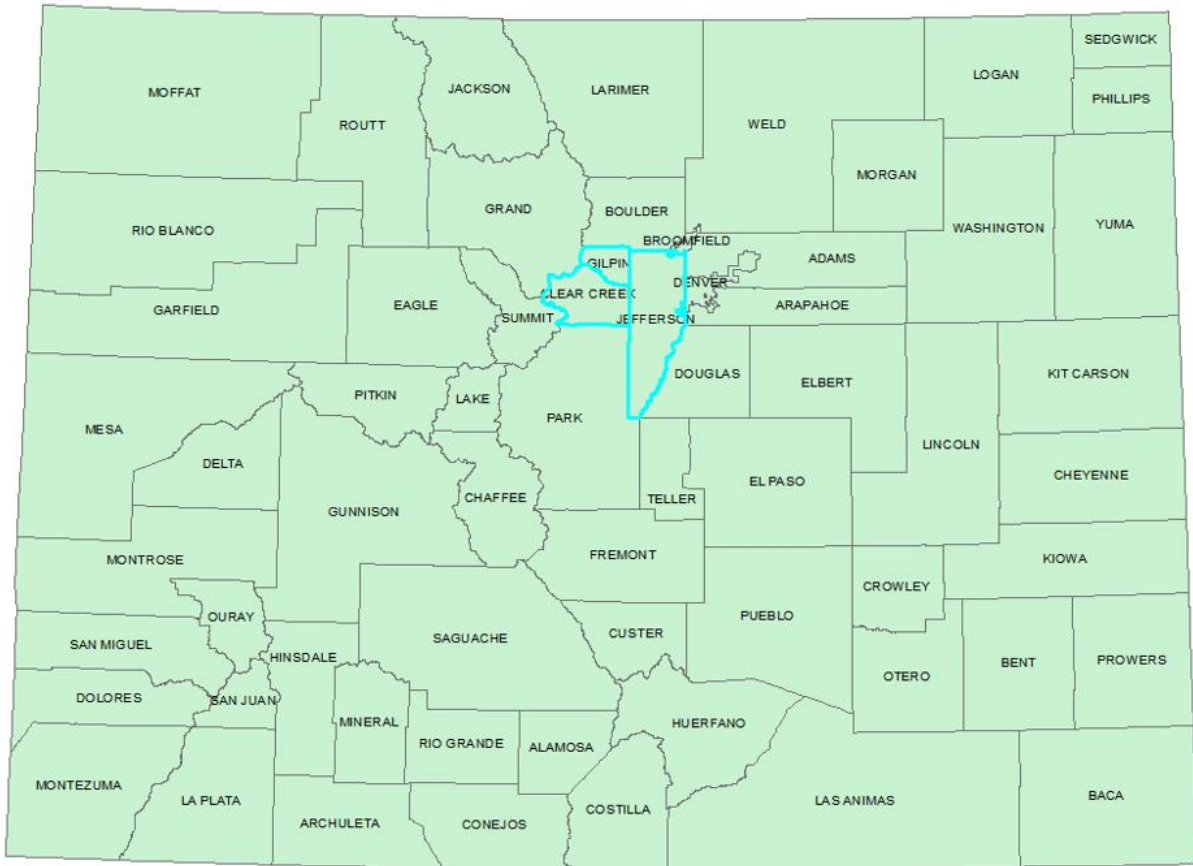 SEDGWICK
LOGAN
JACKSON
LARIMER
MOFFAT
PHILLIPS
ROUTT
WELD
MORGAN
GRAND
BOULDER
YUMA
WASHINGTON
RIO BLANCO
BROOMFIELD
ADAMS
GILPIN
DENVER
CLEAR CREEK
EAGLE
ARAPAHOE
GARFIELD
SUMMIT
JEFFERSON
DOUGLAS
KIT CARSON
ELBERT
PITKIN
LAKE
PARK
MESA
LINCOLN
DELTA
CHEYENNE
EL PASO
CHAFFEE
TELLER
GUNNISON
FREMONT
MONTROSE
KIOWA
CROWLEY
OURAY
PUEBLO
CUSTER
SAGUACHE
SAN MIGUEL
HINSDALE
BENT
PROWERS
OTERO
DOLORES
SAN JUAN
MINERAL
HUERFANO
RIO GRANDE
ALAMOSA
MONTEZUMA
BACA
LA PLATA
LAS ANIMAS
COSTILLA
ARCHULETA
CONEJOS